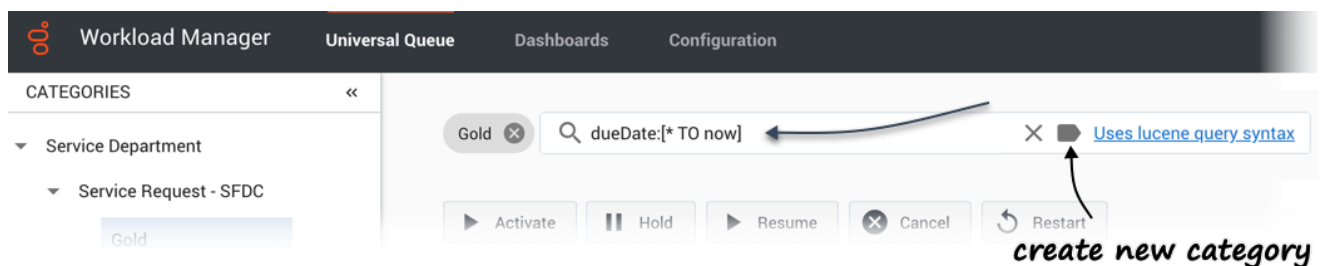 Workload Manager Universal Queue Dashboards Configuration
CATEGORIES «
Service Department
Service Request - SFDC
Gold
Gold dueDate:[* TO now] Uses lucene query syntax
Activate Hold Resume Cancel Restart
create new category